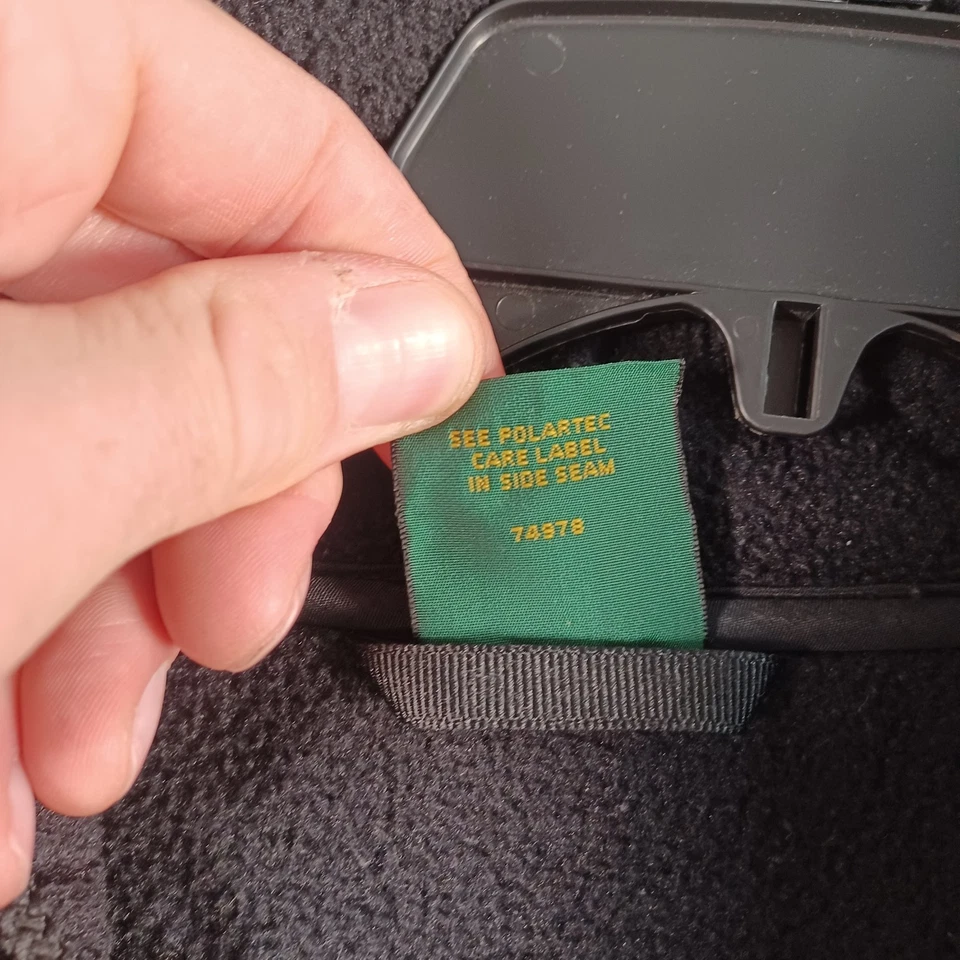 SEE POLARTEC
CARE LABEL
IN SIDE SEAM
74978